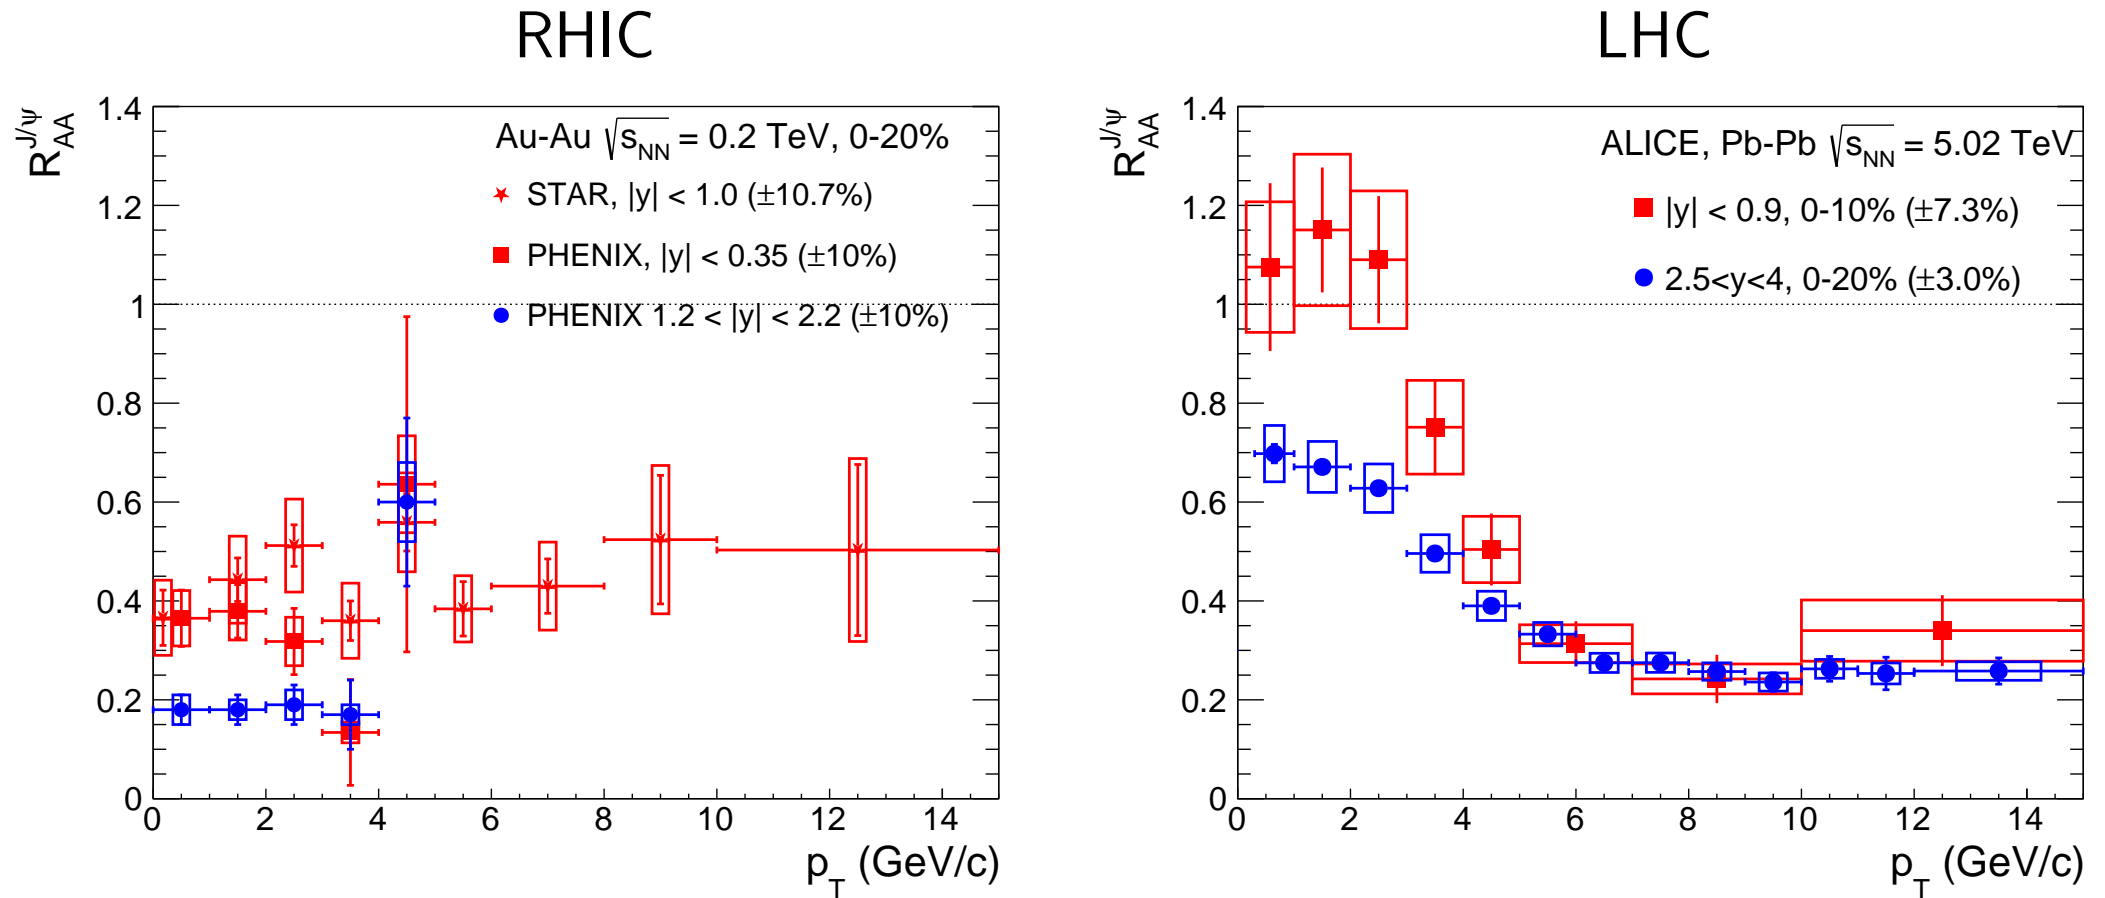 RHIC
R_AA^J/ψ
1.4
1.2
1
0.8
0.6
0.4
0.2
0
Au-Au √s_NN = 0.2 TeV, 0-20%
STAR, |y| < 1.0 (±10.7%)
PHENIX, |y| < 0.35 (±10%)
PHENIX 1.2 < |y| < 2.2 (±10%)
0 2 4 6 8 10 12 14
p_T (GeV/c)
LHC
R_AA^J/ψ
1.4
1.2
1
0.8
0.6
0.4
0.2
0
ALICE, Pb-Pb √s_NN = 5.02 TeV
|y| < 0.9, 0-10% (±7.3%)
2.5<y<4, 0-20% (±3.0%)
0 2 4 6 8 10 12 14
p_T (GeV/c)